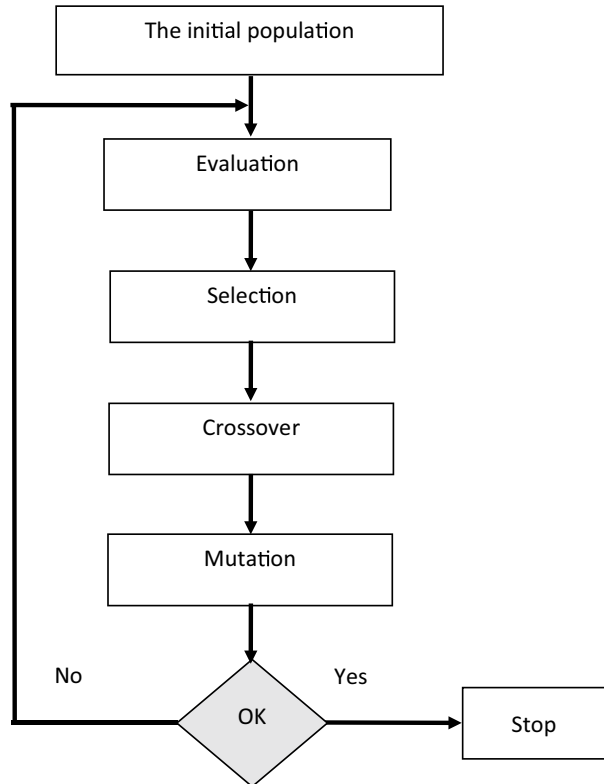 The initial population
Evaluation
Selection
Crossover
Mutation
No
Yes
OK
Stop